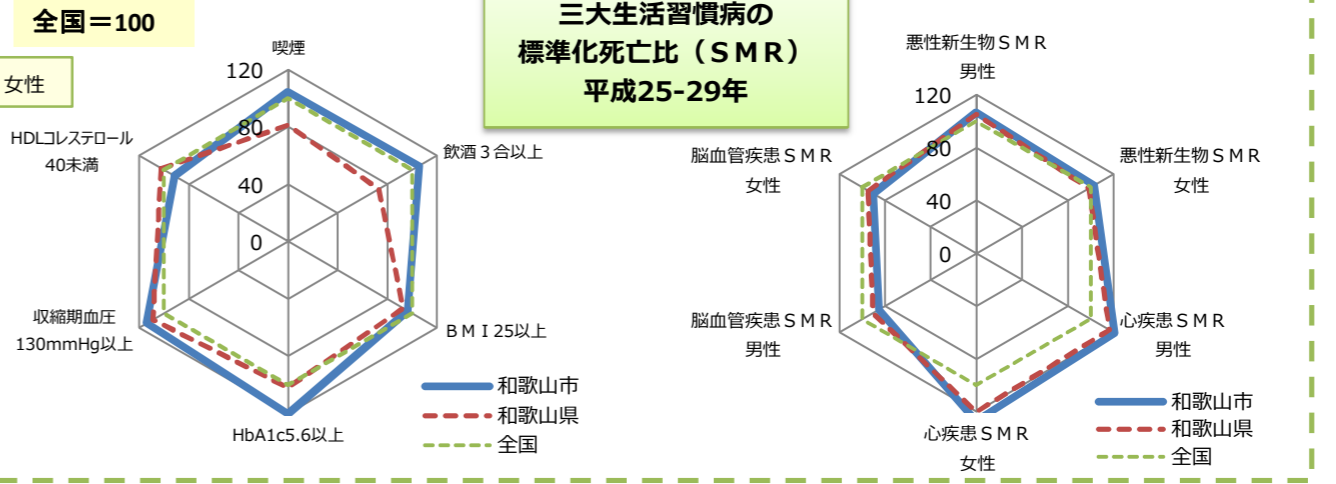 全国＝100
女性
喫煙
120
80
40
0
HDLコレステロール
40未満
飲酒３合以上
収縮期血圧
130mmHg以上
ＢＭＩ25以上
HbA1c5.6以上
和歌山市
和歌山県
全国
三大生活習慣病の
標準化死亡比（ＳＭＲ）
平成25-29年
悪性新生物ＳＭＲ
男性
120
80
40
0
脳血管疾患ＳＭＲ
女性
悪性新生物ＳＭＲ
女性
脳血管疾患ＳＭＲ
男性
心疾患ＳＭＲ
男性
心疾患ＳＭＲ
女性
和歌山市
和歌山県
全国